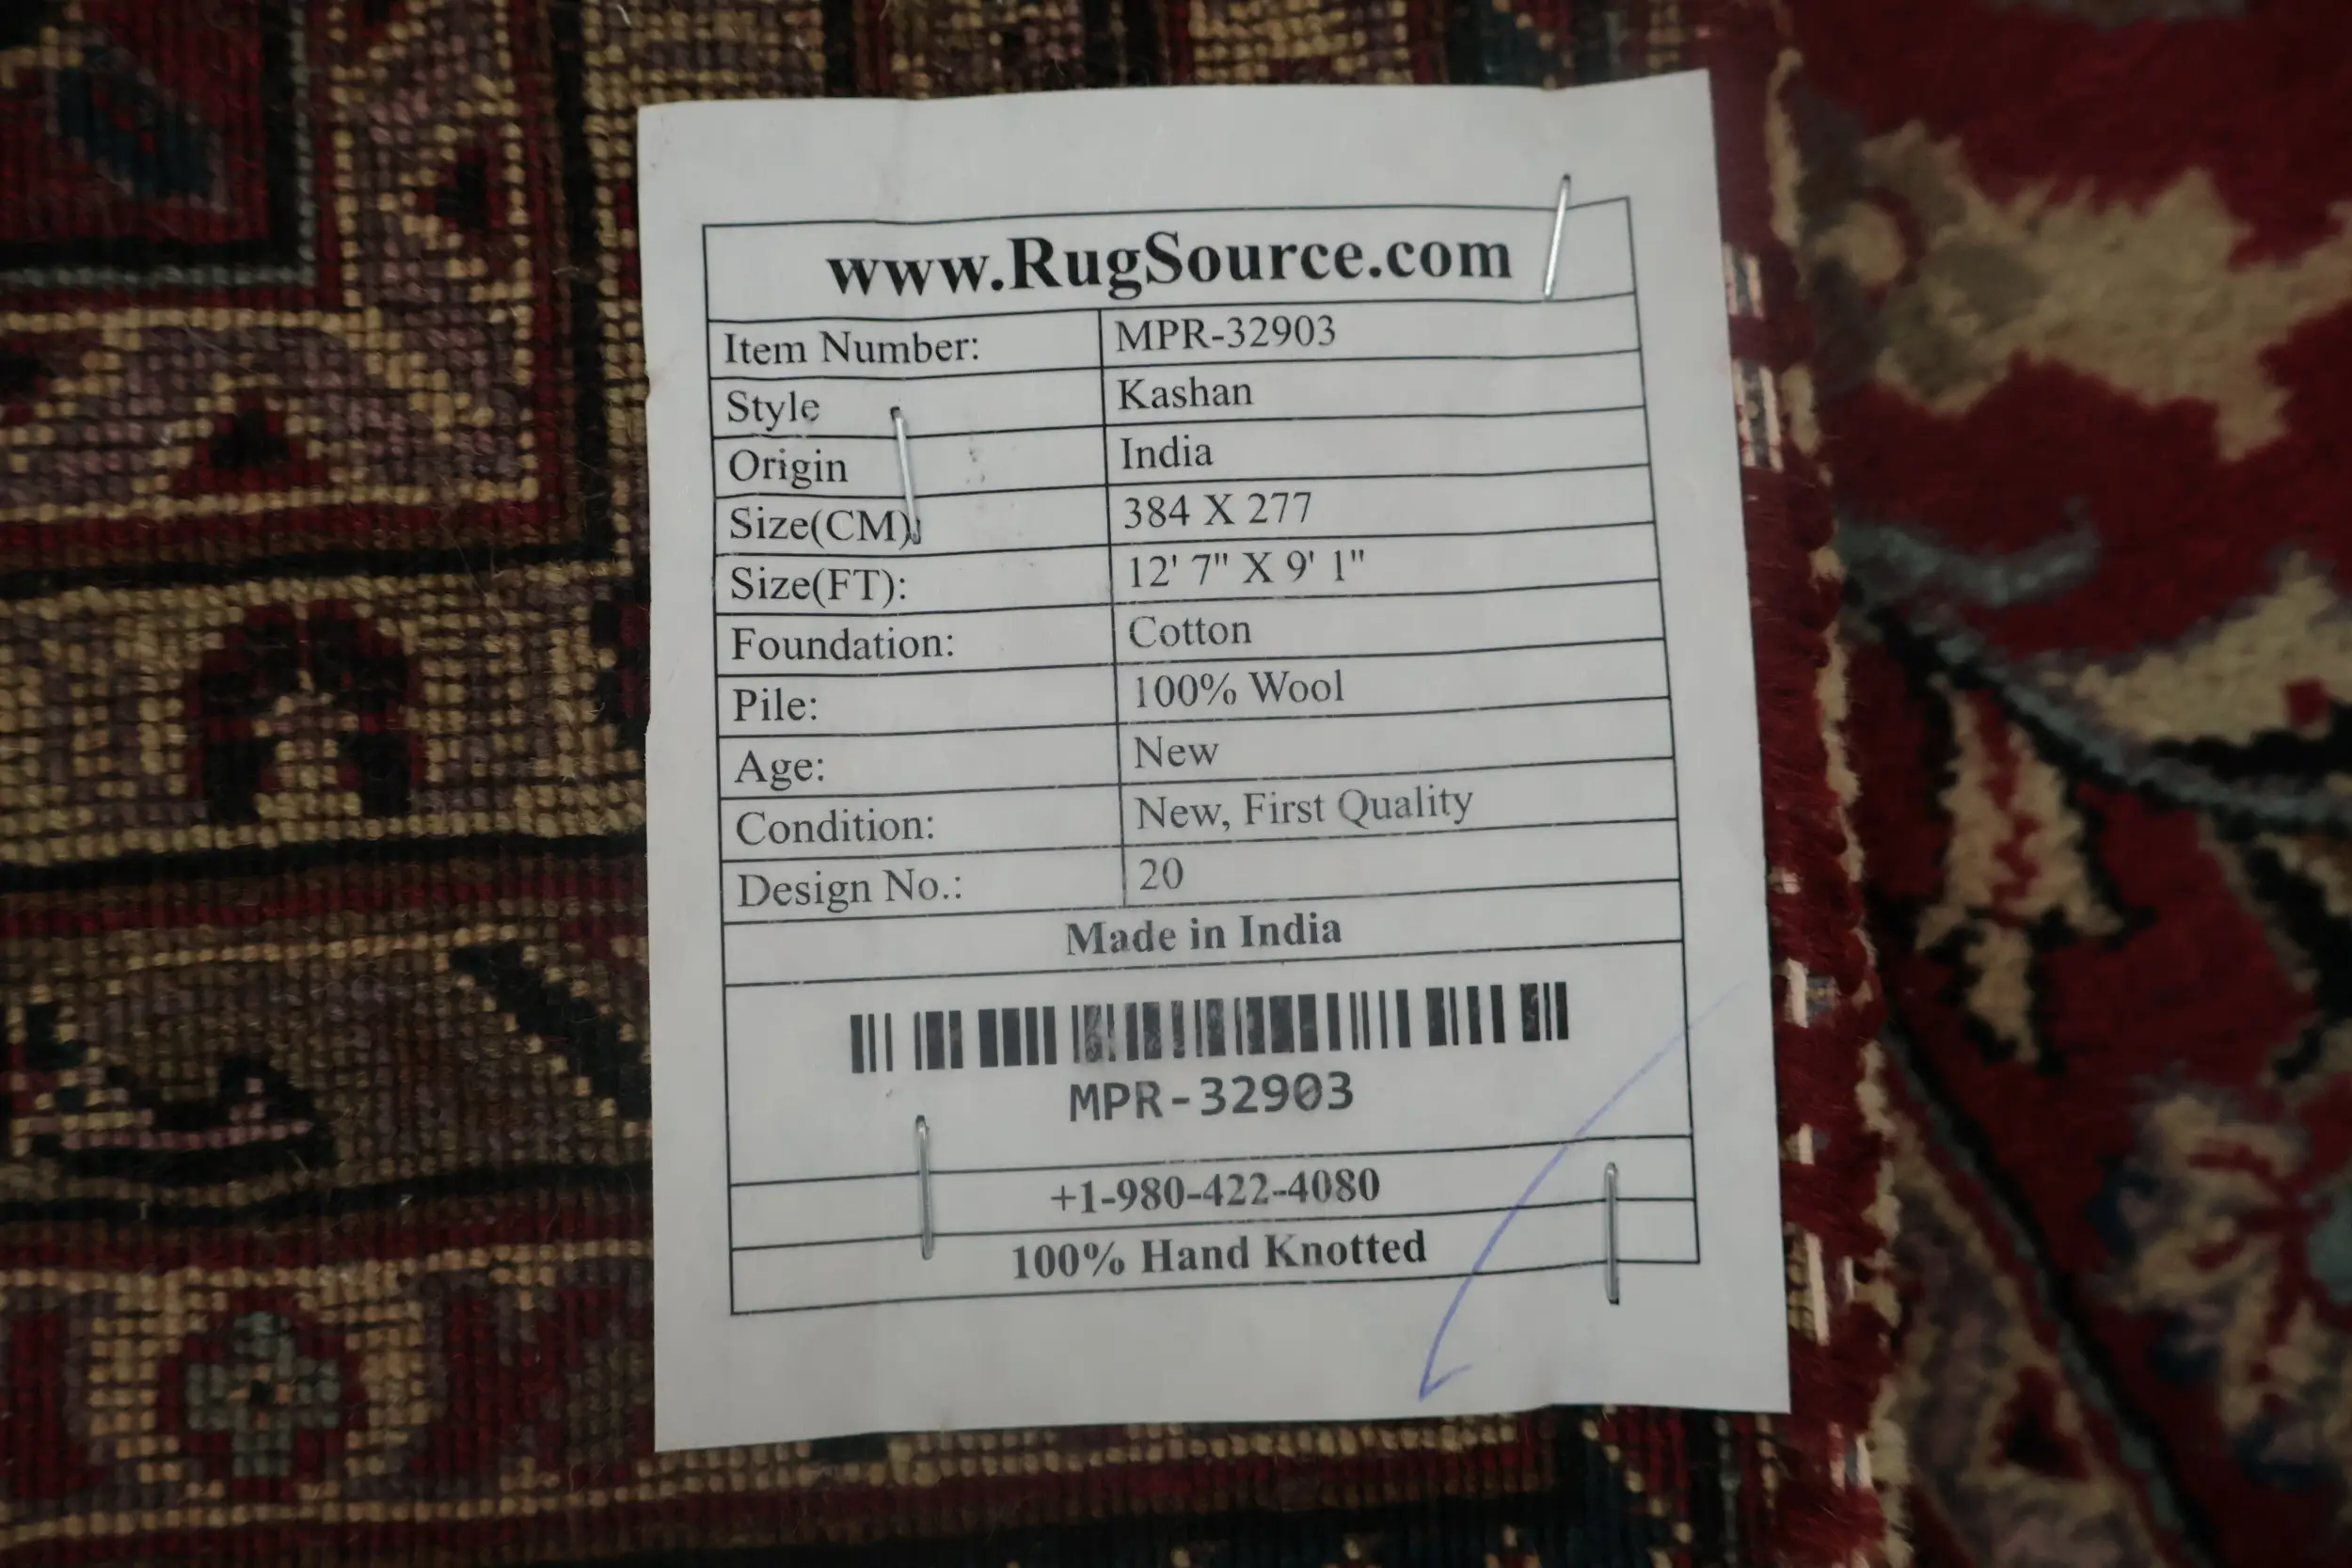 www.RugSource.com
Item Number: MPR-32903
Style Kashan
Origin India
Size(CM): 384 X 277
Size(FT): 12' 7" X 9' 1"
Foundation: Cotton
Pile: 100% Wool
Age: New
Condition: New, First Quality
Design No.: 20
Made in India
MPR-32903
+1-980-422-4080
100% Hand Knotted